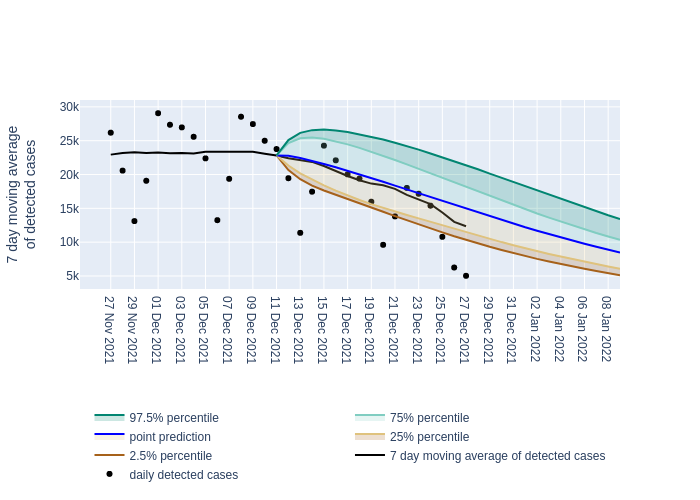 7 day moving average
of detected cases
30k
25k
20k
15k
10k
5k
27 Nov 2021
29 Nov 2021
01 Dec 2021
03 Dec 2021
05 Dec 2021
07 Dec 2021
09 Dec 2021
11 Dec 2021
13 Dec 2021
15 Dec 2021
17 Dec 2021
19 Dec 2021
21 Dec 2021
23 Dec 2021
25 Dec 2021
27 Dec 2021
29 Dec 2021
31 Dec 2021
02 Jan 2022
04 Jan 2022
06 Jan 2022
08 Jan 2022
97.5% percentile
75% percentile
point prediction
25% percentile
2.5% percentile
7 day moving average of detected cases
daily detected cases